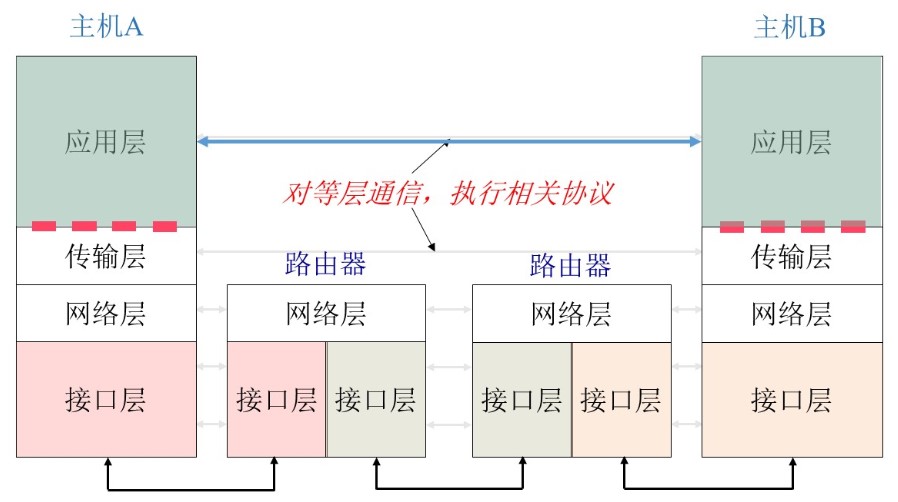 主机A
主机B
应用层
应用层
对等层通信，执行相关协议
传输层
路由器
路由器
传输层
网络层
网络层
网络层
网络层
接口层
接口层
接口层
接口层
接口层
接口层